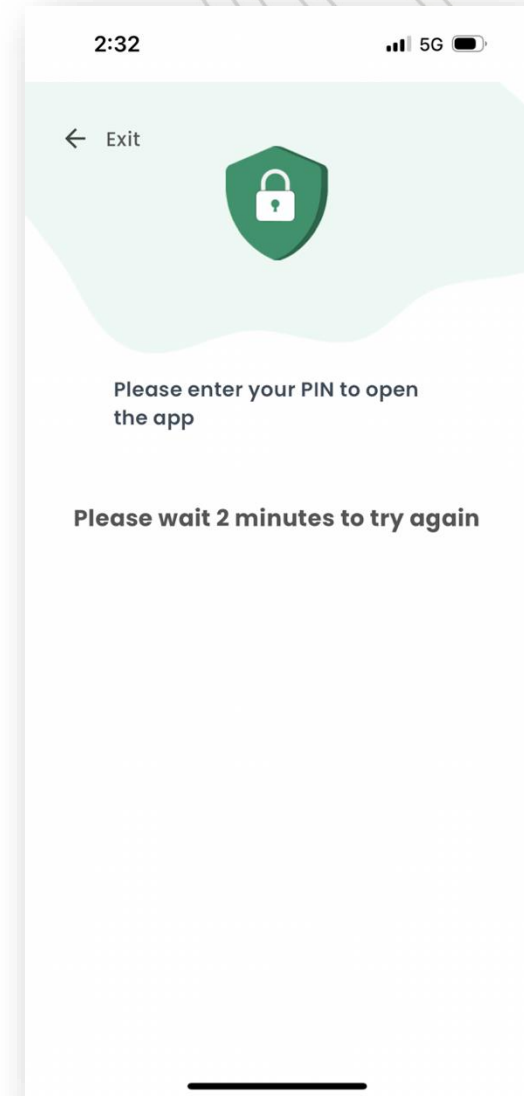 2:32
5G
Exit
Please enter your PIN to open
the app
Please wait 2 minutes to try again